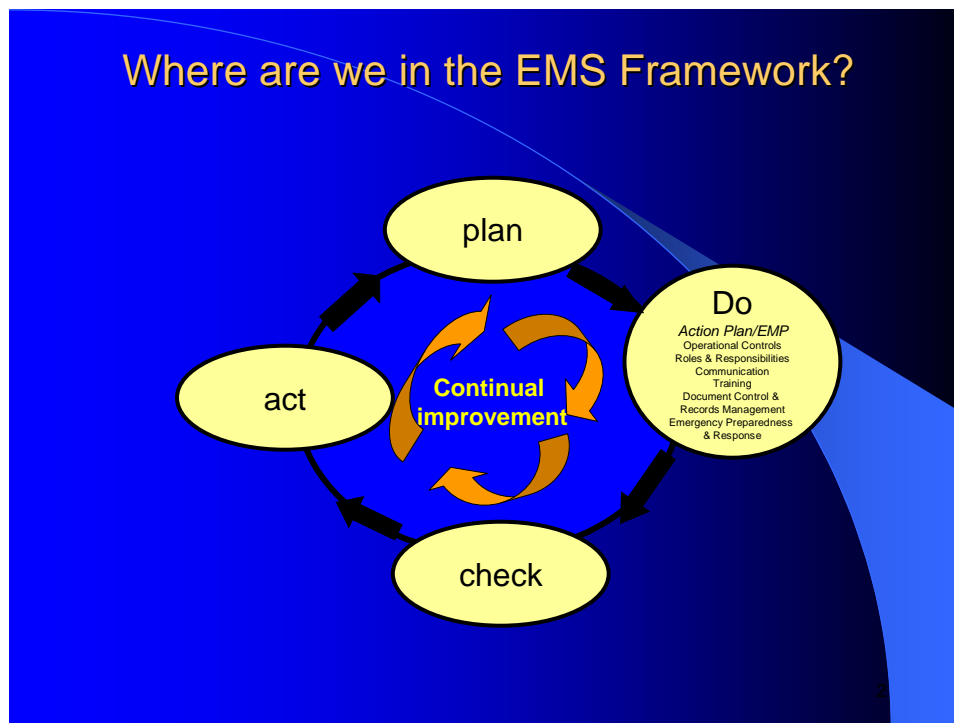 Where are we in the EMS Framework?
plan
Do
Action Plan/EMP
Operational Controls
Roles & Responsibilities
Communication
Training
Document Control &
Records Management
Emergency Preparedness
& Response
act
Continual
improvement
check